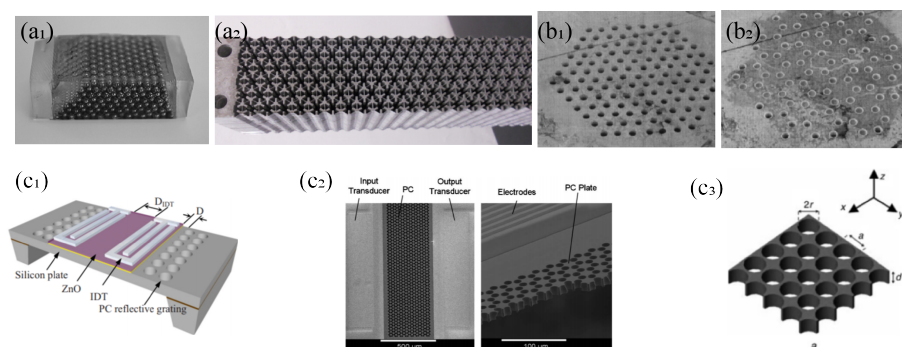 (a₁)
(a₂)
(b₁)
(b₂)
(c₁)
D_IDT
D
Silicon plate
ZnO
IDT
PC reflective grating
(c₂)
Input
Transducer
PC
Output
Transducer
500 µm
Electrodes
PC Plate
100 µm
(c₃)
z
x
y
2r
a
d
a